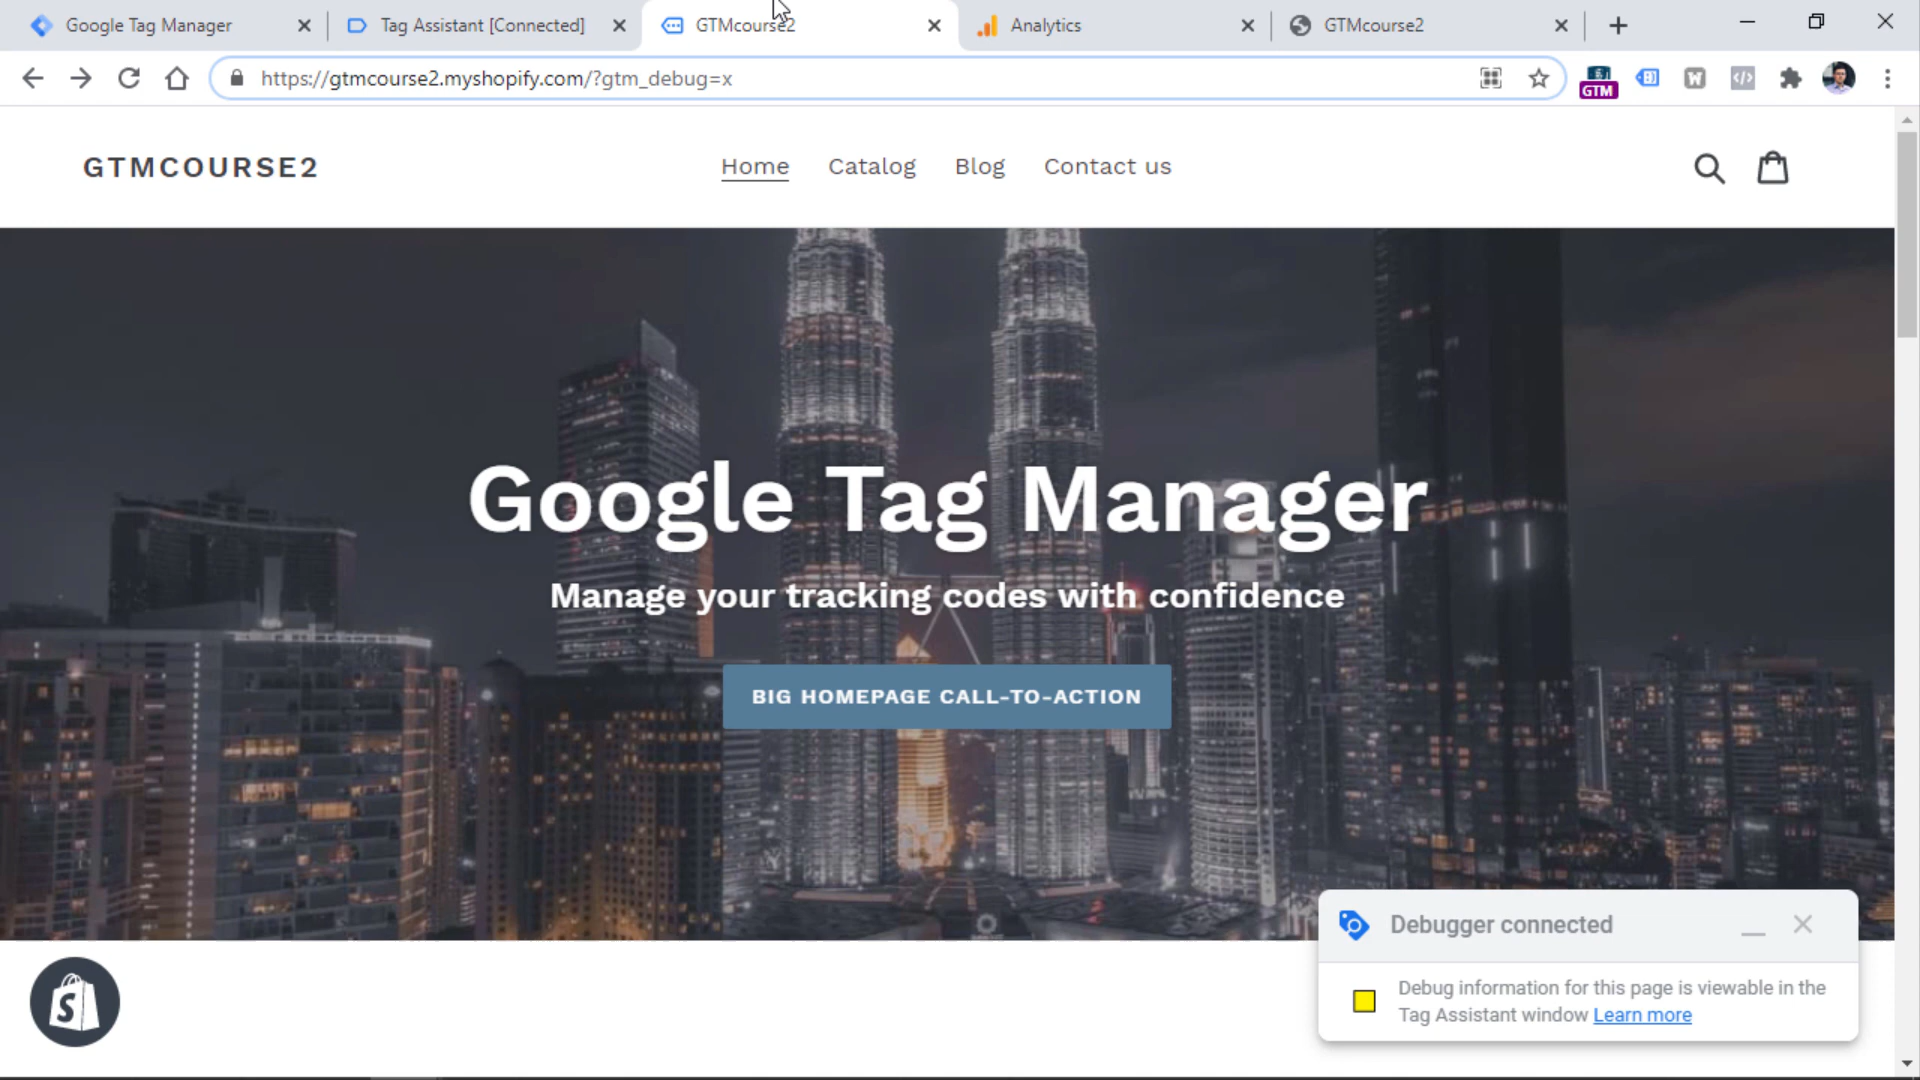 Google Tag Manager
Tag Assistant [Connected]
GTMcourse2
Analytics
GTMcourse2
https://gtmcourse2.myshopify.com/?gtm_debug=x
GTM
W
GTMCOURSE2
Home
Catalog
Blog
Contact us
Google Tag Manager
Manage your tracking codes with confidence
BIG HOMEPAGE CALL-TO-ACTION
Debugger connected
Debug information for this page is viewable in the
Tag Assistant window Learn more
S